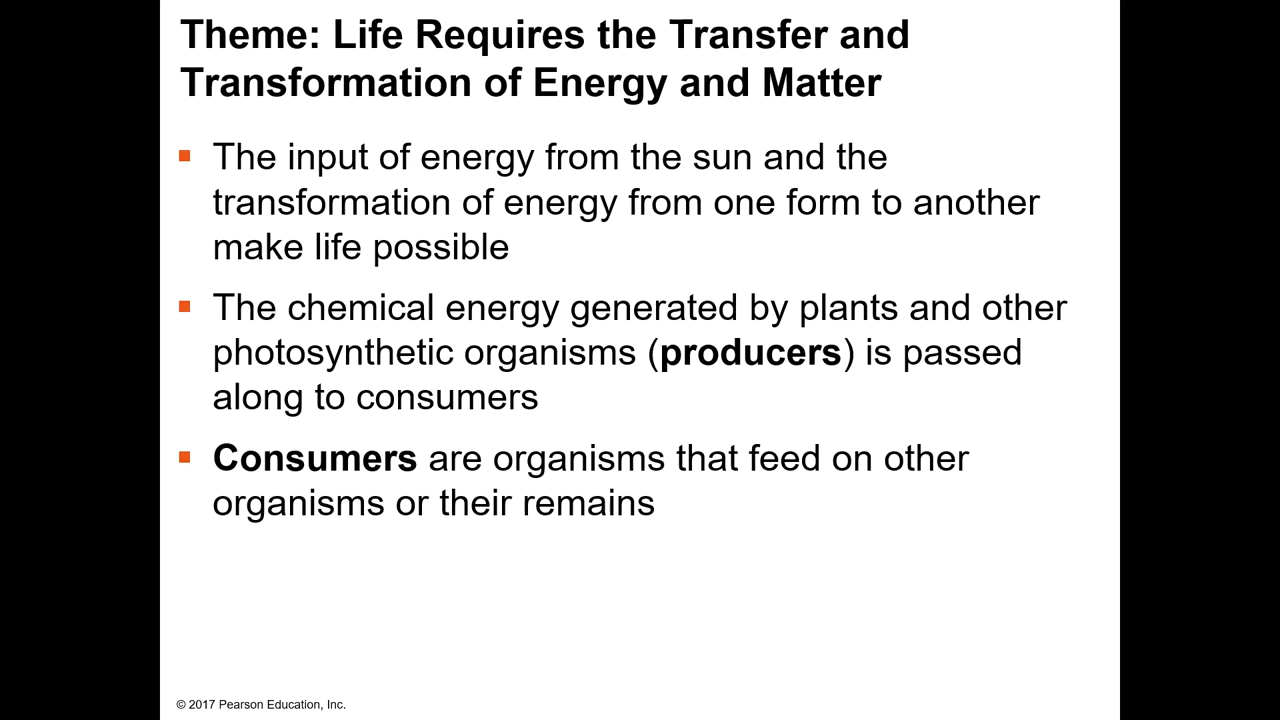 Theme: Life Requires the Transfer and
Transformation of Energy and Matter
The input of energy from the sun and the
transformation of energy from one form to another
make life possible
The chemical energy generated by plants and other
photosynthetic organisms (producers) is passed
along to consumers
Consumers are organisms that feed on other
organisms or their remains
© 2017 Pearson Education, Inc.